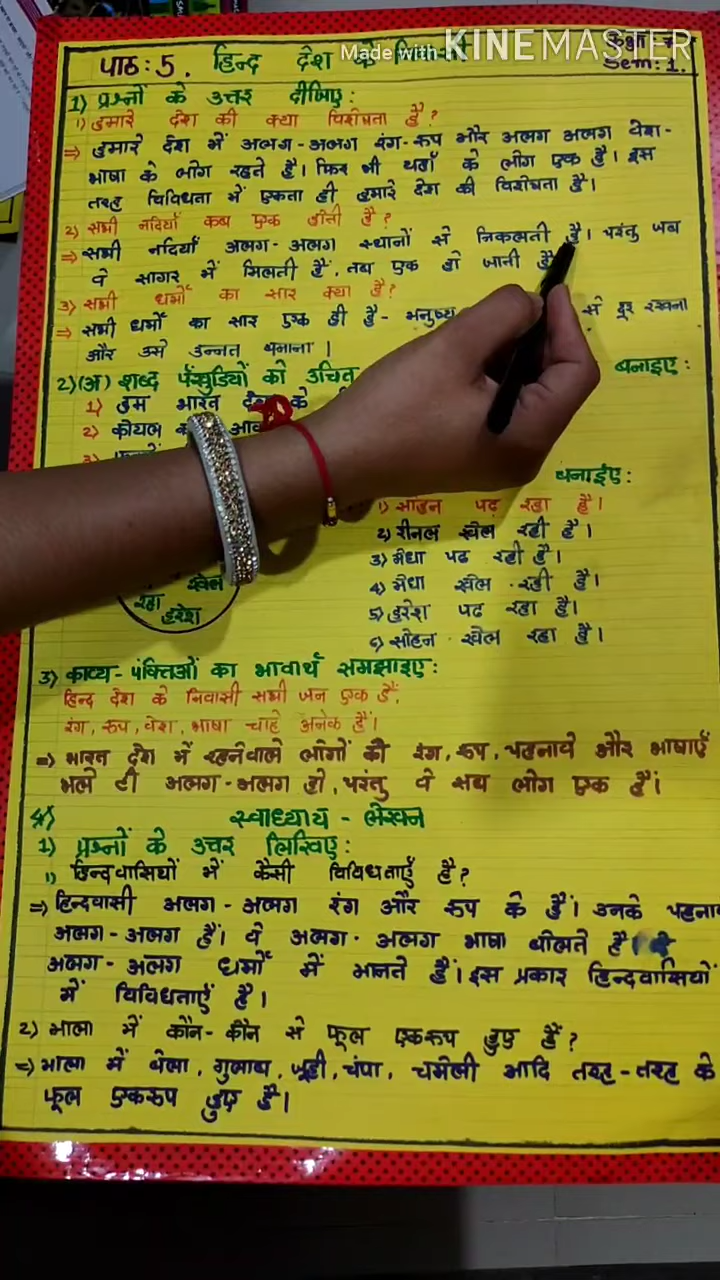 Made with KINEMASTER
पाठ: 5. हिन्द देश के
Sem: 1.
1) प्रश्नों के उत्तर दीजिए:
1) हमारे देश की क्या विशेषता है?
⇒ हमारे देश में अलग-अलग रंग-रूप और अलग अलग वेश-
भाषा के लोग रहते है। फिर भी यहाँ के लोग एक है। इस
तरह विविधता में एकता ही हमारे देश की विशेषता है।
2) सभी नदियाँ कब एक होती है?
⇒ सभी नदियाँ अलग-अलग स्थानों से निकलती है। परंतु जब
वे सागर में मिलती हैं, तब एक हो जाती है
3) सभी धर्मों का सार क्या है?
⇒ सभी धर्मों का सार एक ही है- मनुष्य से दूर रखना
और उसे उन्नत बनाना।
2)(अ) शब्द पँखुडियों को उचित बनाइए:
1) हम भारत देश के
2) कोयल आव
बनाइए:
1) सोहन पढ़ रहा है।
2) रीनल खेल रही है।
3) मेधा पढ रही है।
4) मेधा खेल रही है।
खेल
रहा
5) हरेश पढ रहा है।
हरेश
6) सोहन खेल रहा है।
3) काव्य-पंक्तिओं का भावार्थ समझाइए:
हिन्द देश के निवासी सभी जन एक हैं,
रंग, रूप, वेश, भाषा चाहे अनेक हैं।
⇒ भारत देश में रहनेवाले लोगों की रंग, रूप, पहनावे और भाषाएँ
भले ही अलग-अलग हो, परंतु वे सब लोग एक है।
स्वाध्याय - लेखन
1) प्रश्नों के उत्तर लिखिए:
1) हिन्दवासियों में कैसी विविधताएँ है?
⇒ हिन्दवासी अलग-अलग रंग और रूप के हैं। उनके पहनाव
अलग-अलग हैं। वे अलग-अलग भाषा बोलते है।
अलग-अलग धर्मों में मानते हैं। इस प्रकार हिन्दवासियों
में विविधताएँ है।
2) माला में कौन-कौन से फूल एकरूप हुए हैं?
⇒ माला में बेला, गुलाब, जूही, चंपा, चमेली आदि तरह-तरह के
फूल एकरूप हुए है।